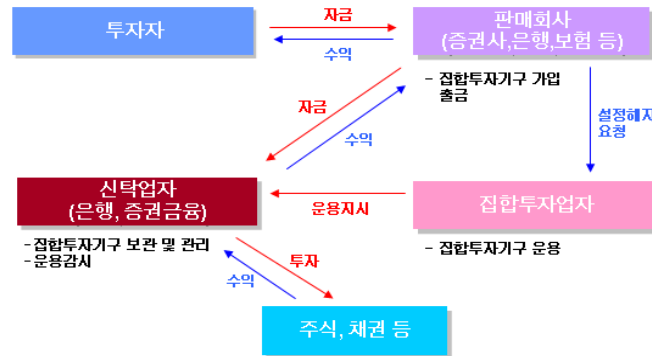 투자자
자금
수익
판매회사
(증권사,은행,보험 등)
- 집합투자기구 가입
출금
자금
수익
설정해지
요청
신탁업자
(은행, 증권금융)
운용지시
집합투자업자
-집합투자기구 보관 및 관리
-운용감시
- 집합투자기구 운용
투자
수익
주식, 채권 등